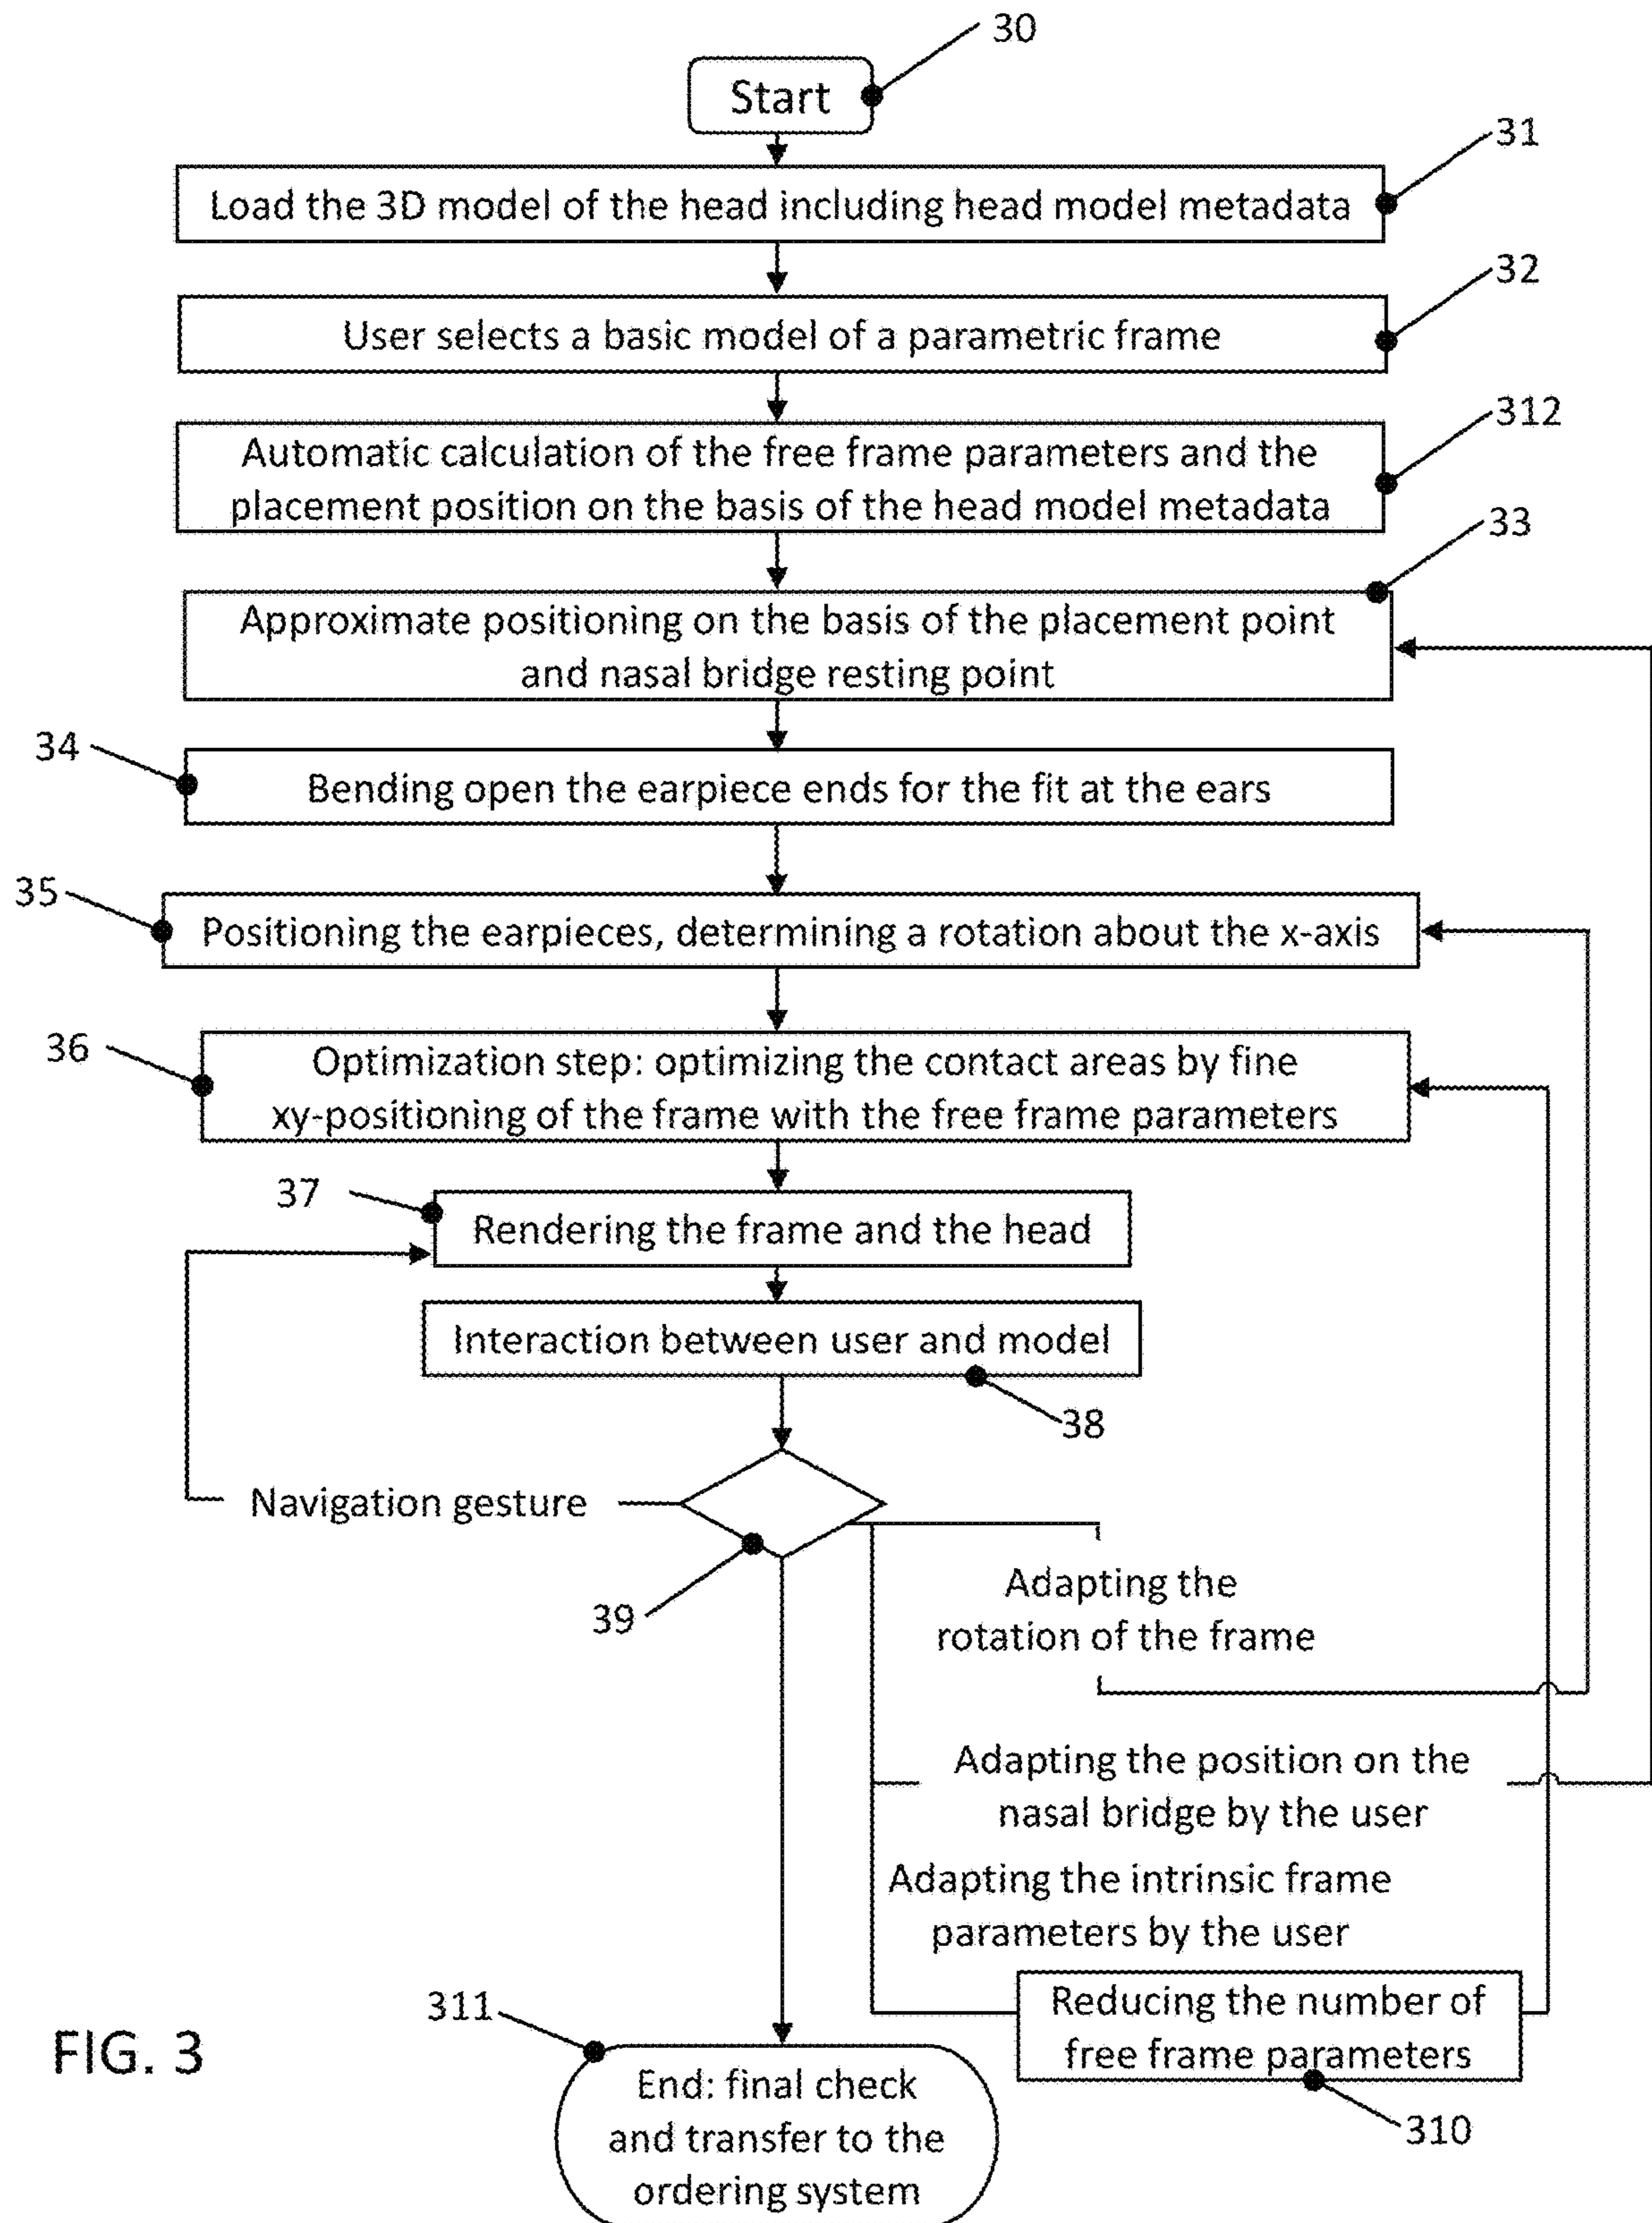 30
Start
31
Load the 3D model of the head including head model metadata
32
User selects a basic model of a parametric frame
312
Automatic calculation of the free frame parameters and the
placement position on the basis of the head model metadata
33
Approximate positioning on the basis of the placement point
and nasal bridge resting point
34
Bending open the earpiece ends for the fit at the ears
35
Positioning the earpieces, determining a rotation about the x-axis
36
Optimization step: optimizing the contact areas by fine
xy-positioning of the frame with the free frame parameters
37
Rendering the frame and the head
Interaction between user and model
38
Navigation gesture
39
Adapting the
rotation of the frame
Adapting the position on the
nasal bridge by the user
Adapting the intrinsic frame
parameters by the user
Reducing the number of
free frame parameters
310
311
End: final check
and transfer to the
ordering system
FIG. 3